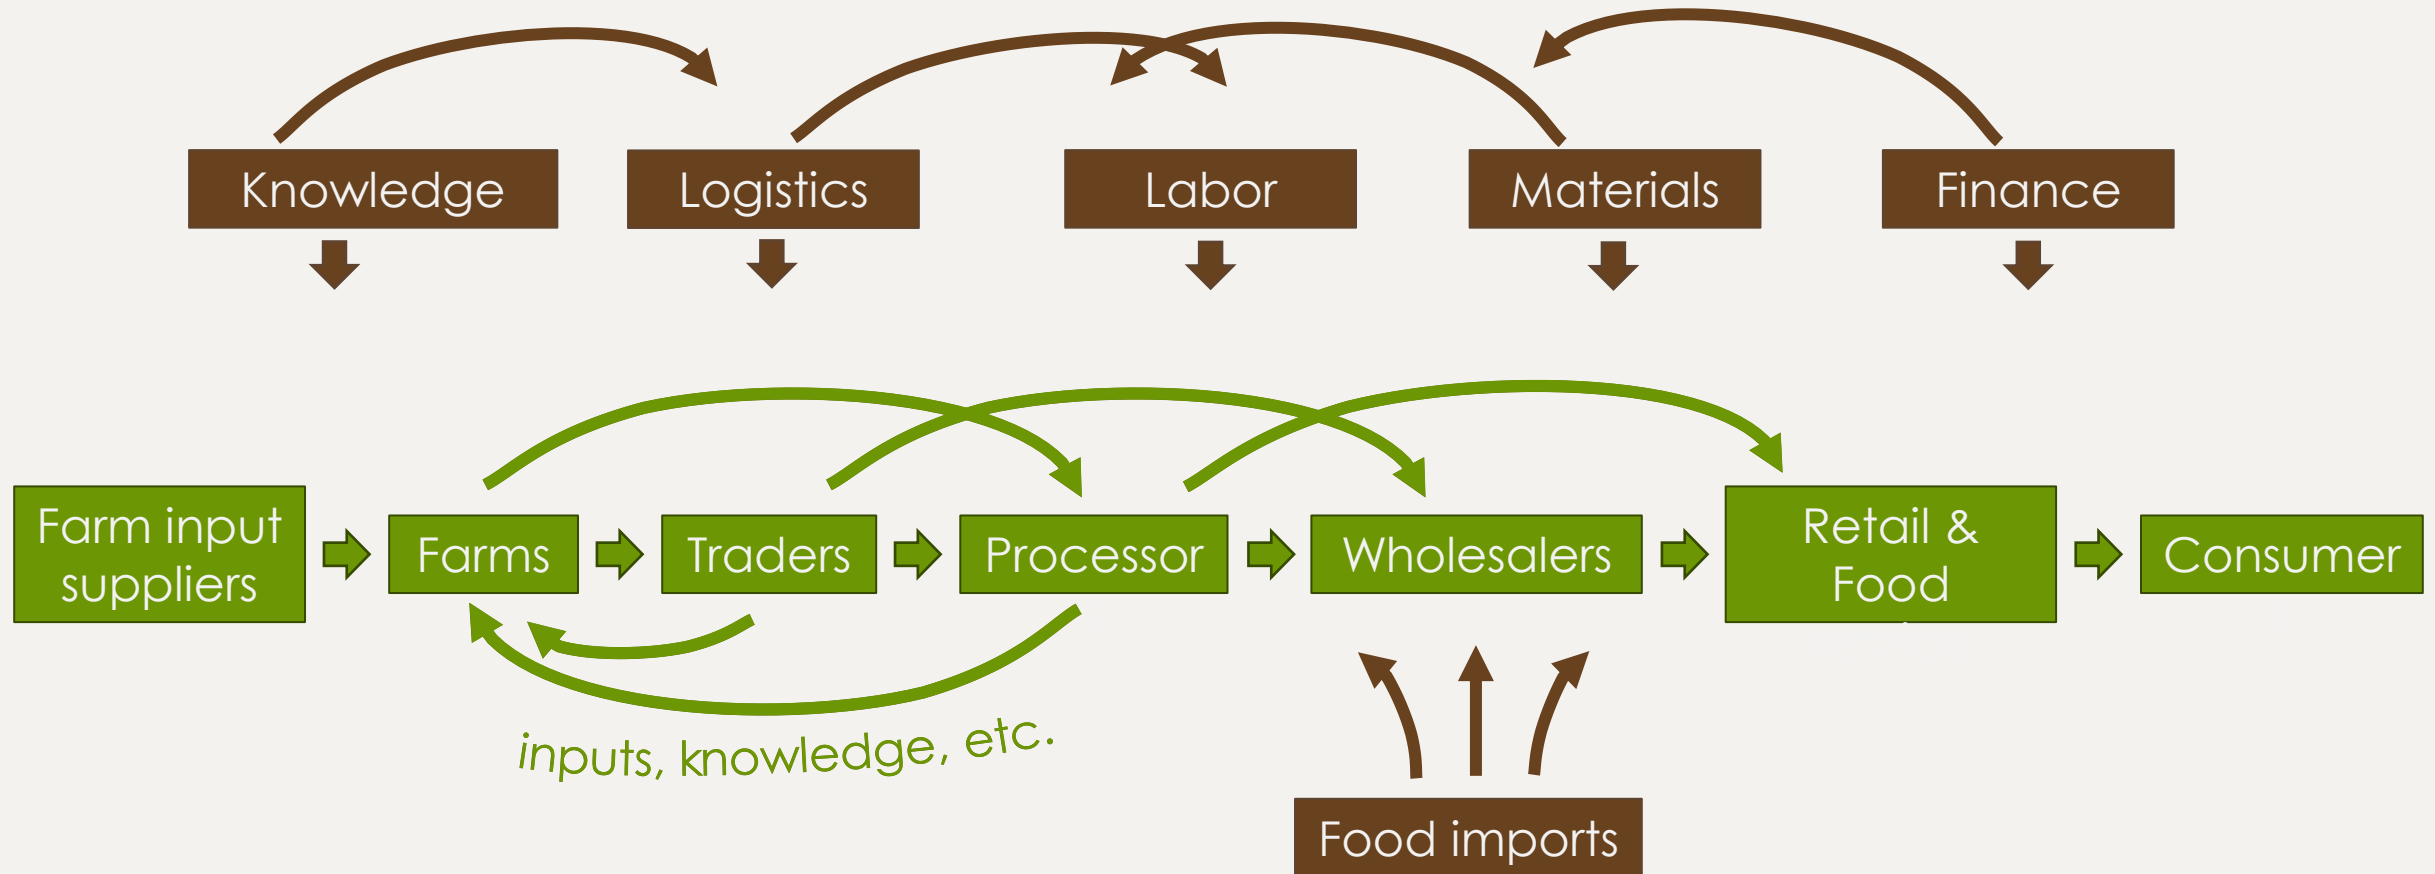 Knowledge
Logistics
Labor
Materials
Finance
Farm input
suppliers
Farms
Traders
Processor
Wholesalers
Retail &
Food
Consumer
inputs, knowledge, etc.
Food imports